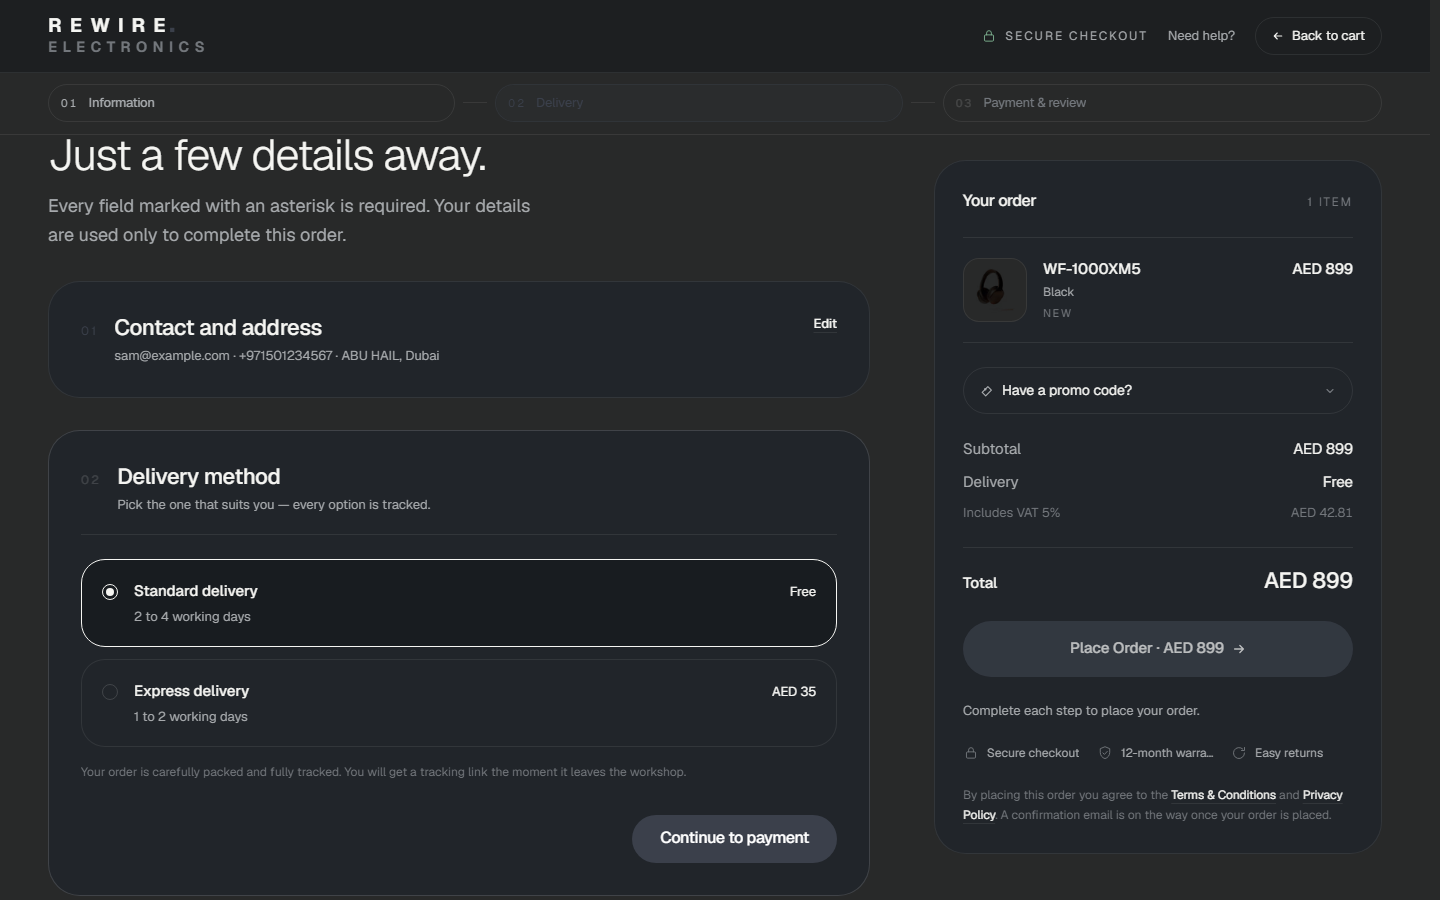 REWIRE.
ELECTRONICS
SECURE CHECKOUT
Need help?
Back to cart
01 Information
02 Delivery
03 Payment & review
Just a few details away.
Every field marked with an asterisk is required. Your details
are used only to complete this order.
01 Contact and address
Edit
sam@example.com · +971501234567 · ABU HAIL, Dubai
02 Delivery method
Pick the one that suits you — every option is tracked.
Standard delivery
Free
2 to 4 working days
Express delivery
AED 35
1 to 2 working days
Your order is carefully packed and fully tracked. You will get a tracking link the moment it leaves the workshop.
Continue to payment
Your order
1 ITEM
WF-1000XM5
AED 899
Black
NEW
Have a promo code?
Subtotal
AED 899
Delivery
Free
Includes VAT 5%
AED 42.81
Total
AED 899
Place Order · AED 899 →
Complete each step to place your order.
Secure checkout
12-month warra...
Easy returns
By placing this order you agree to the Terms & Conditions and Privacy
Policy. A confirmation email is on the way once your order is placed.